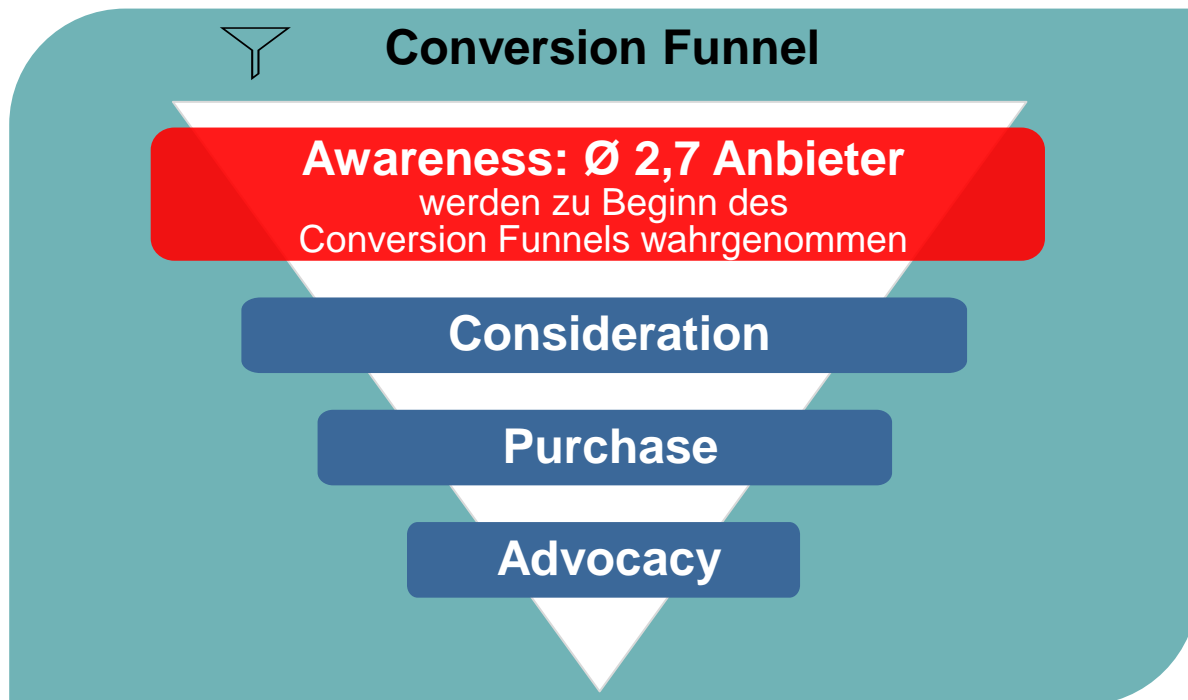 Conversion Funnel
Awareness: Ø 2,7 Anbieter
werden zu Beginn des
Conversion Funnels wahrgenommen
Consideration
Purchase
Advocacy